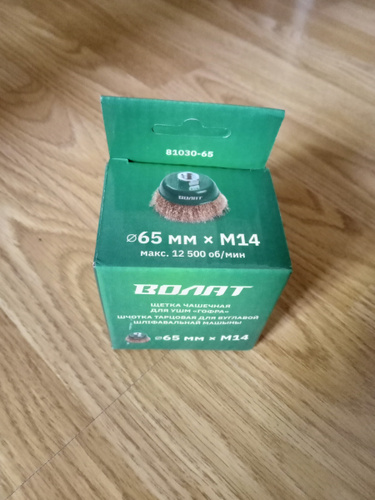 81030-65
ВОЛАТ
⌀65 мм × М14
макс. 12 500 об/мин
ВОЛАТ
ЩЕТКА ЧАШЕЧНАЯ
ДЛЯ УШМ «ГОФРА»
ШЧОТКА ТАРЦОВАЯ ДЛЯ ВУГЛАВОЙ
ШЛІФАВАЛЬНАЙ МАШЫНЫ
⌀65 мм × М14